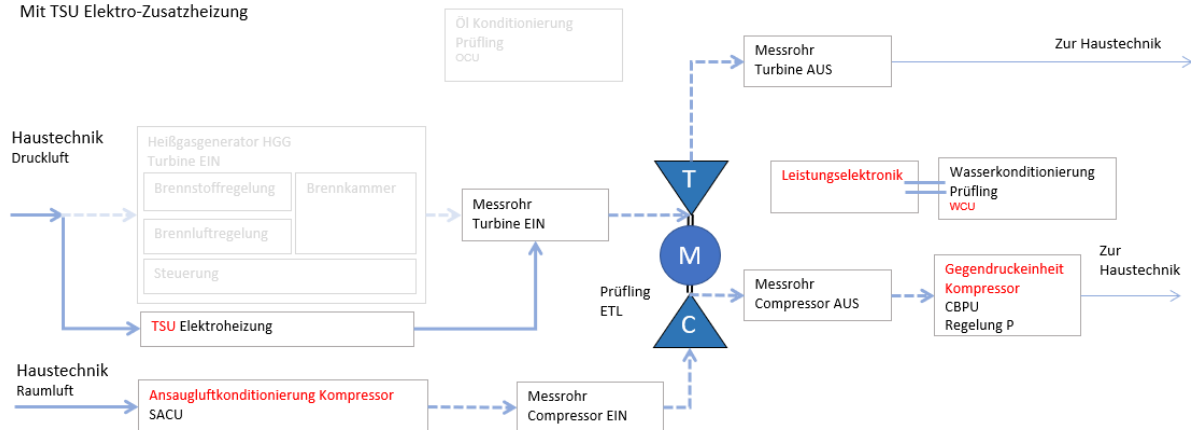 Mit TSU Elektro-Zusatzheizung
Öl Konditionierung
Prüfling
OCU
Messrohr
Turbine AUS
Zur Haustechnik
Haustechnik
Druckluft
Heißgasgenerator HGG
Turbine EIN
Brennstoffregelung
Brennkammer
Brennluftregelung
Steuerung
Messrohr
Turbine EIN
T
M
C
Prüfling
ETL
Leistungselektronik
Wasserkonditionierung
Prüfling
WCU
Messrohr
Compressor AUS
Gegendruckeinheit
Kompressor
CBPU
Regelung P
Zur
Haustechnik
TSU Elektroheizung
Haustechnik
Raumluft
Ansaugluftkonditionierung Kompressor
SACU
Messrohr
Compressor EIN